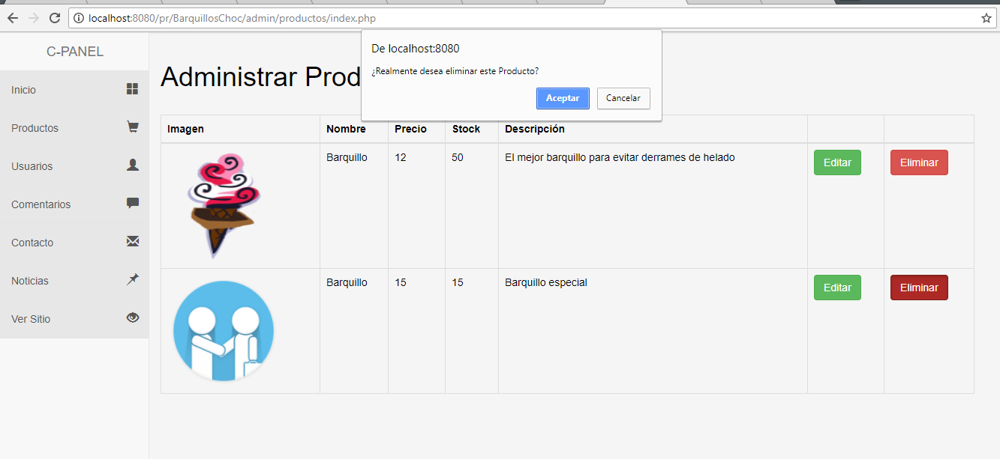 localhost:8080/pr/BarquillosChoc/admin/productos/index.php
C-PANEL
Inicio
Productos
Usuarios
Comentarios
Contacto
Noticias
Ver Sitio
De localhost:8080
¿Realmente desea eliminar este Producto?
Aceptar Cancelar
Administrar Prod
Imagen Nombre Precio Stock Descripción
Barquillo 12 50 El mejor barquillo para evitar derrames de helado Editar Eliminar
Barquillo 15 15 Barquillo especial Editar Eliminar